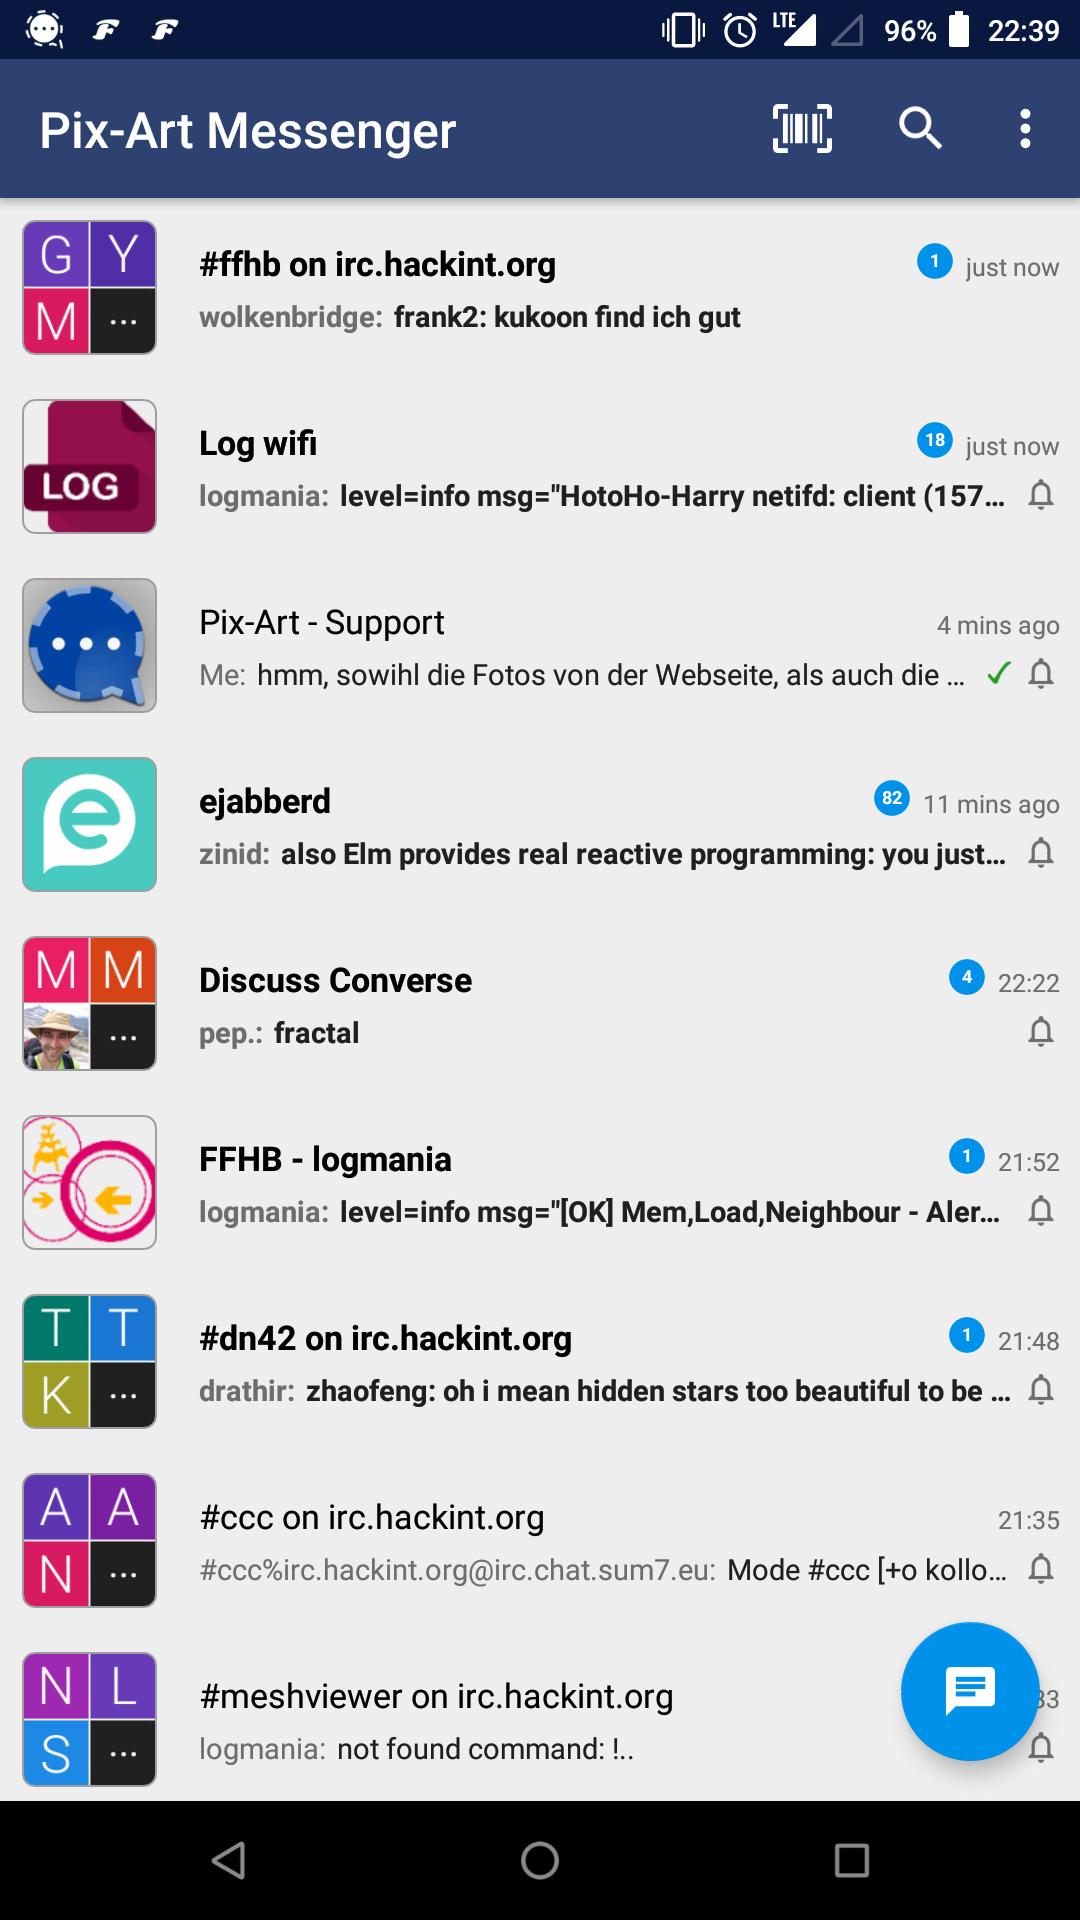 LTE 96% 22:39
Pix-Art Messenger
G Y
M ...
#ffhb on irc.hackint.org 1 just now
wolkenbridge: frank2: kukoon find ich gut
Log wifi 18 just now
LOG
logmania: level=info msg="HotoHo-Harry netifd: client (157...
Pix-Art - Support 4 mins ago
Me: hmm, sowihl die Fotos von der Webseite, als auch die ...
e
ejabberd 82 11 mins ago
zinid: also Elm provides real reactive programming: you just...
M M
...
Discuss Converse 4 22:22
pep.: fractal
FFHB - logmania 1 21:52
logmania: level=info msg="[OK] Mem,Load,Neighbour - Aler...
T T
K ...
#dn42 on irc.hackint.org 1 21:48
drathir: zhaofeng: oh i mean hidden stars too beautiful to be ...
A A
N ...
#ccc on irc.hackint.org 21:35
#ccc%irc.hackint.org@irc.chat.sum7.eu: Mode #ccc [+o kollo...
N L
S ...
#meshviewer on irc.hackint.org 33
logmania: not found command: !..